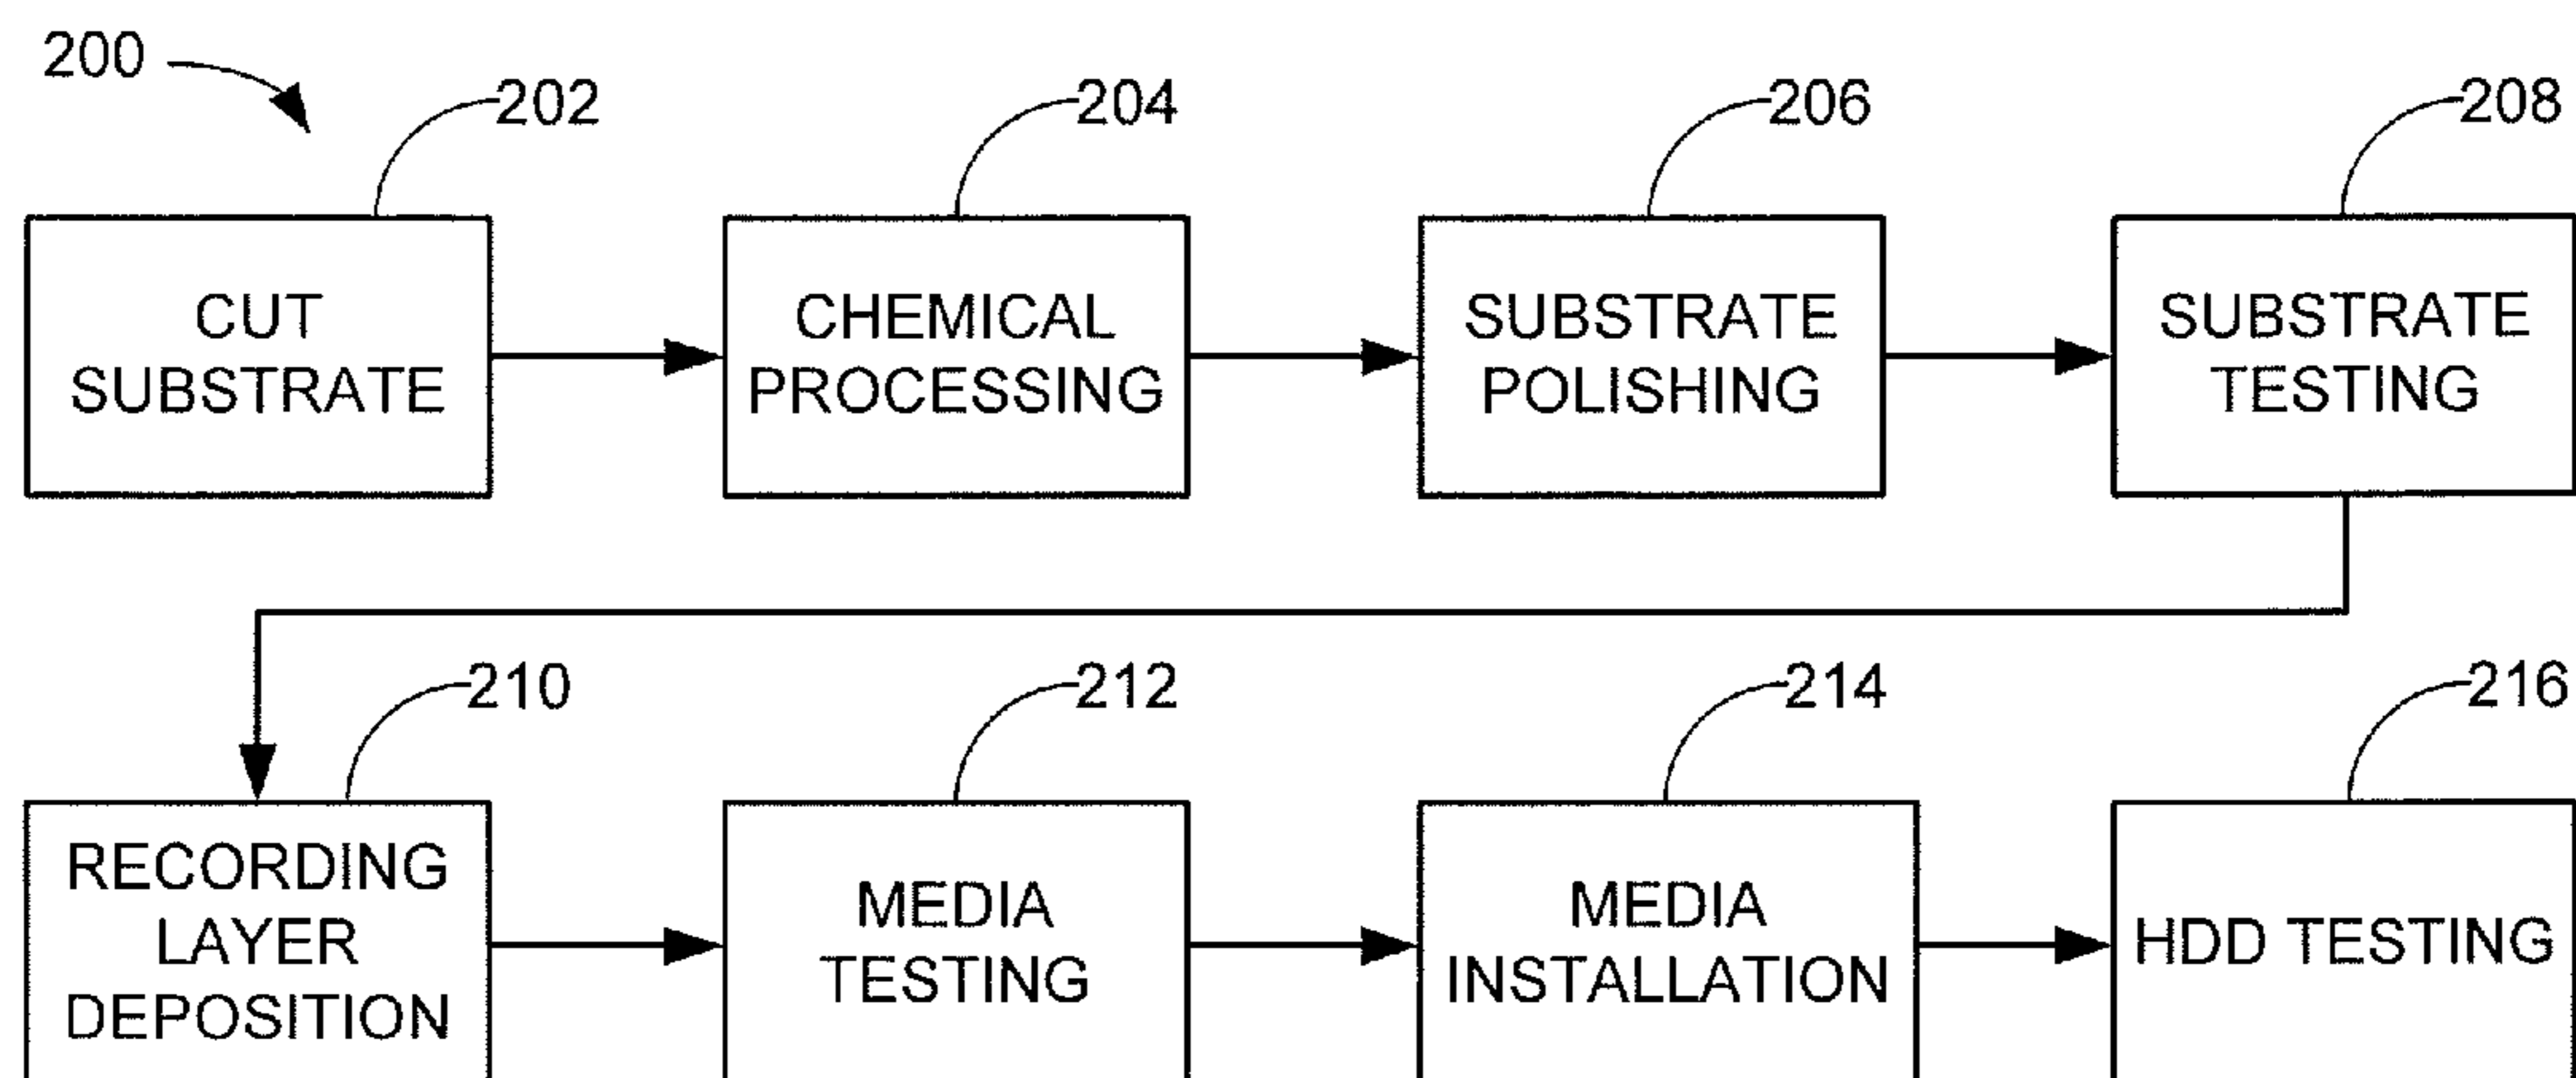 200
202
204
206
208
CUT
SUBSTRATE
CHEMICAL
PROCESSING
SUBSTRATE
POLISHING
SUBSTRATE
TESTING
210
212
214
216
RECORDING
LAYER
DEPOSITION
MEDIA
TESTING
MEDIA
INSTALLATION
HDD TESTING